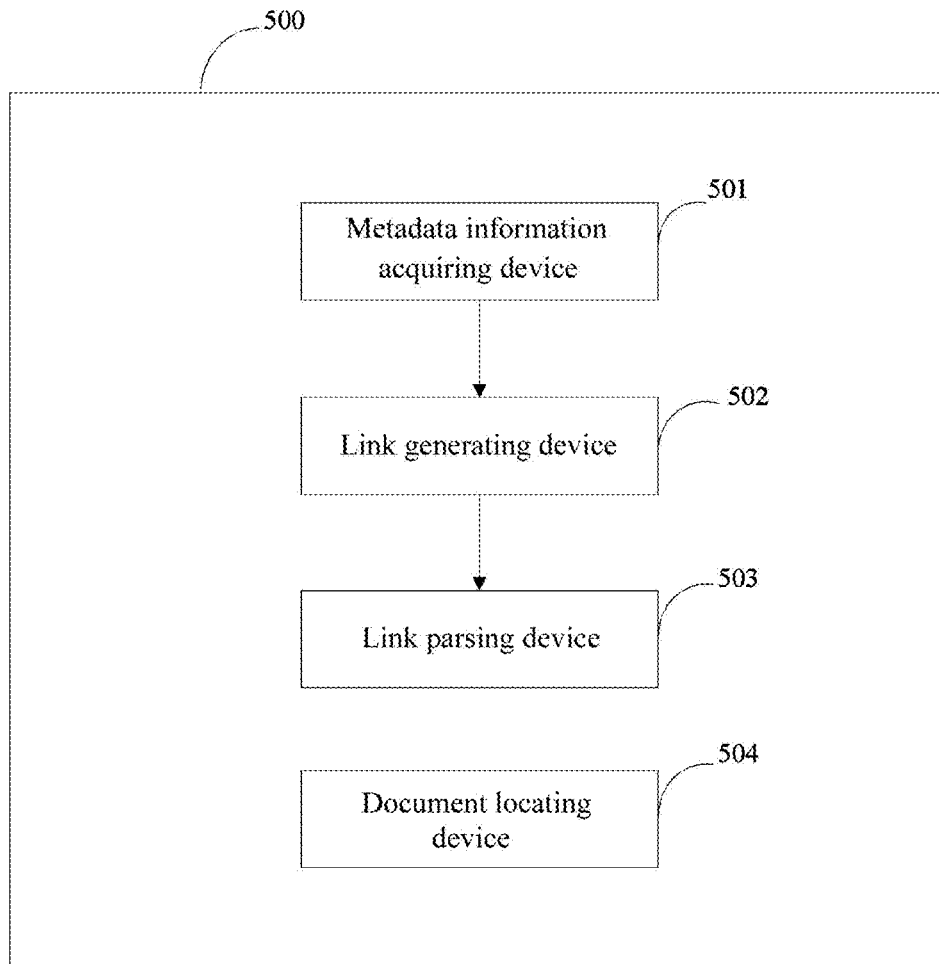 500
501
Metadata information
acquiring device
502
Link generating device
503
Link parsing device
504
Document locating
device